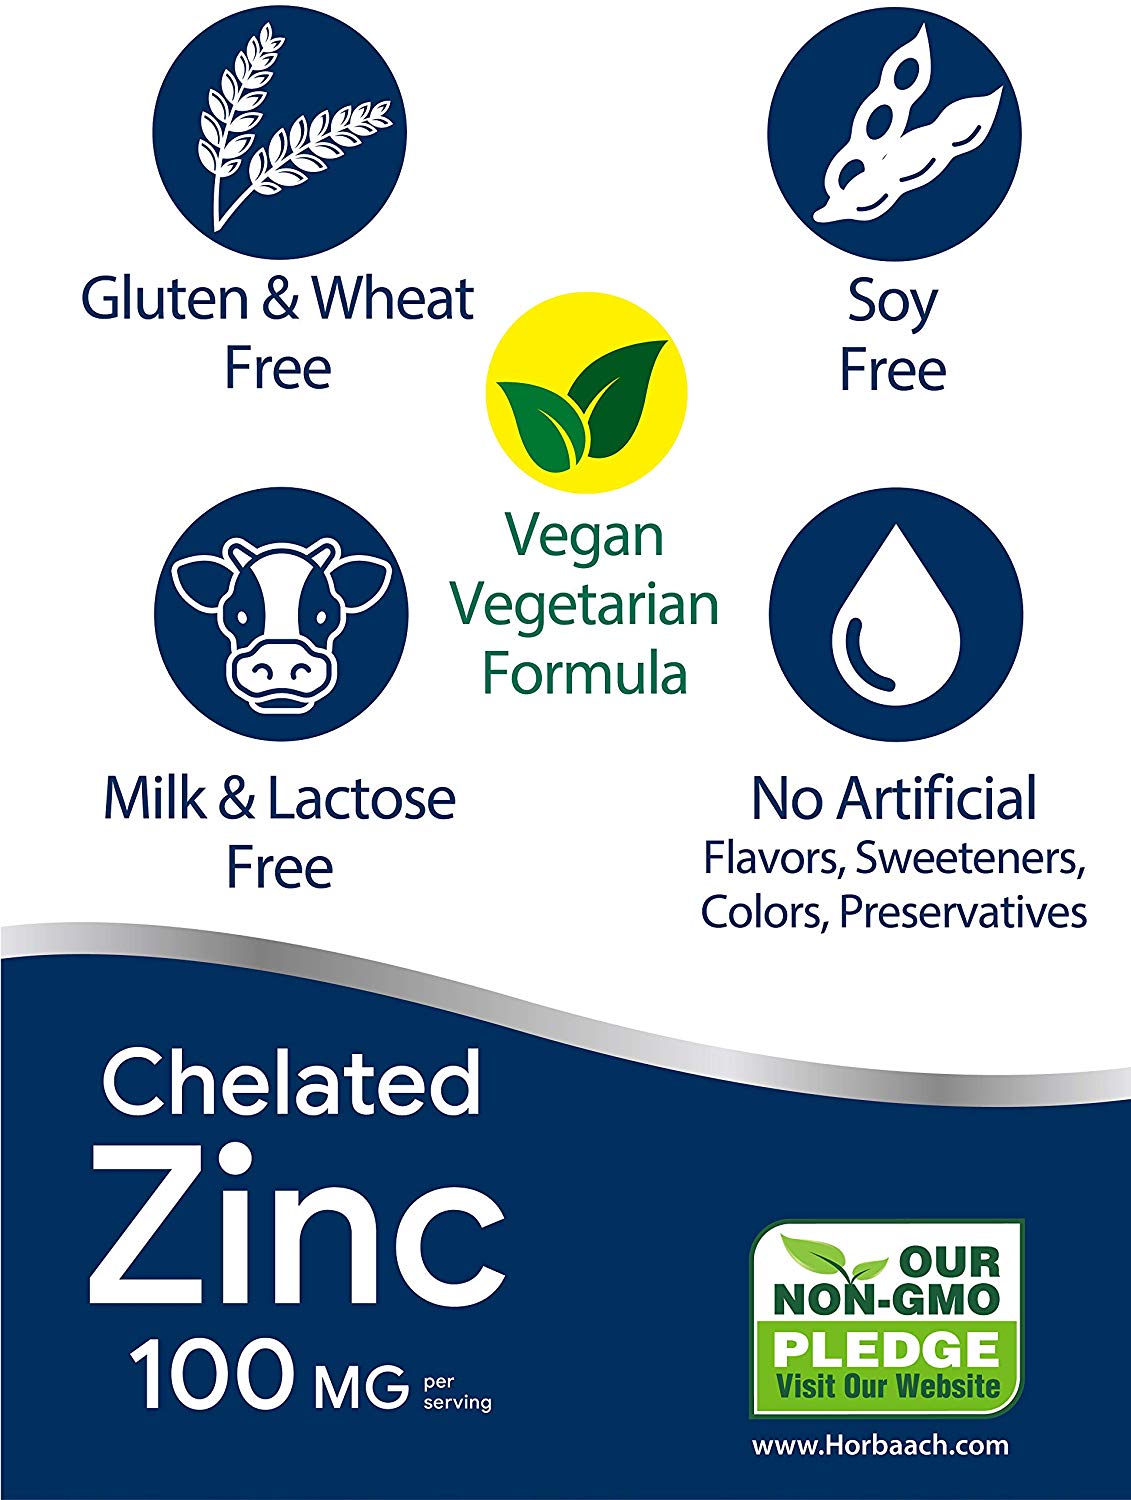 Gluten & Wheat
Free
Soy
Free
Vegan
Vegetarian
Formula
Milk & Lactose
Free
No Artificial
Flavors, Sweeteners,
Colors, Preservatives
Chelated
Zinc
100 MG per
serving
OUR
NON-GMO
PLEDGE
Visit Our Website
www.Horbaach.com